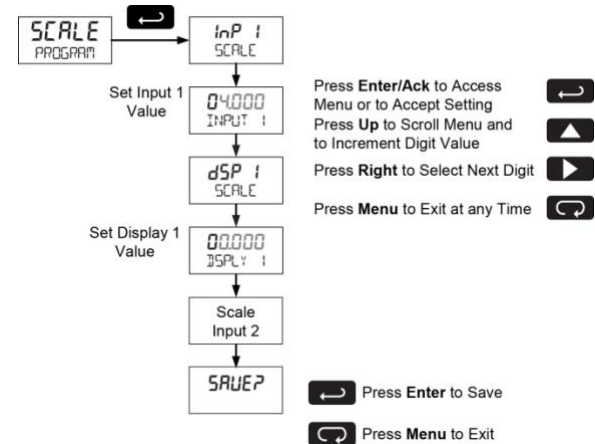 SCALE
PROGRAM
InP 1
SCALE
Set Input 1
Value
04.000
INPUT 1
dSP 1
SCALE
Set Display 1
Value
00.000
DSPLY 1
Scale
Input 2
SAVE?
Press Enter/Ack to Access
Menu or to Accept Setting
Press Up to Scroll Menu and
to Increment Digit Value
Press Right to Select Next Digit
Press Menu to Exit at any Time
Press Enter to Save
Press Menu to Exit